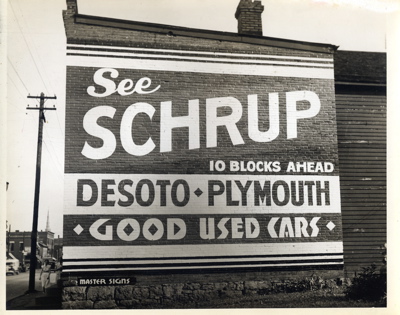 See
SCHRUP
10 BLOCKS AHEAD
DESOTO • PLYMOUTH
• GOOD USED CARS •
MASTER SIGNS